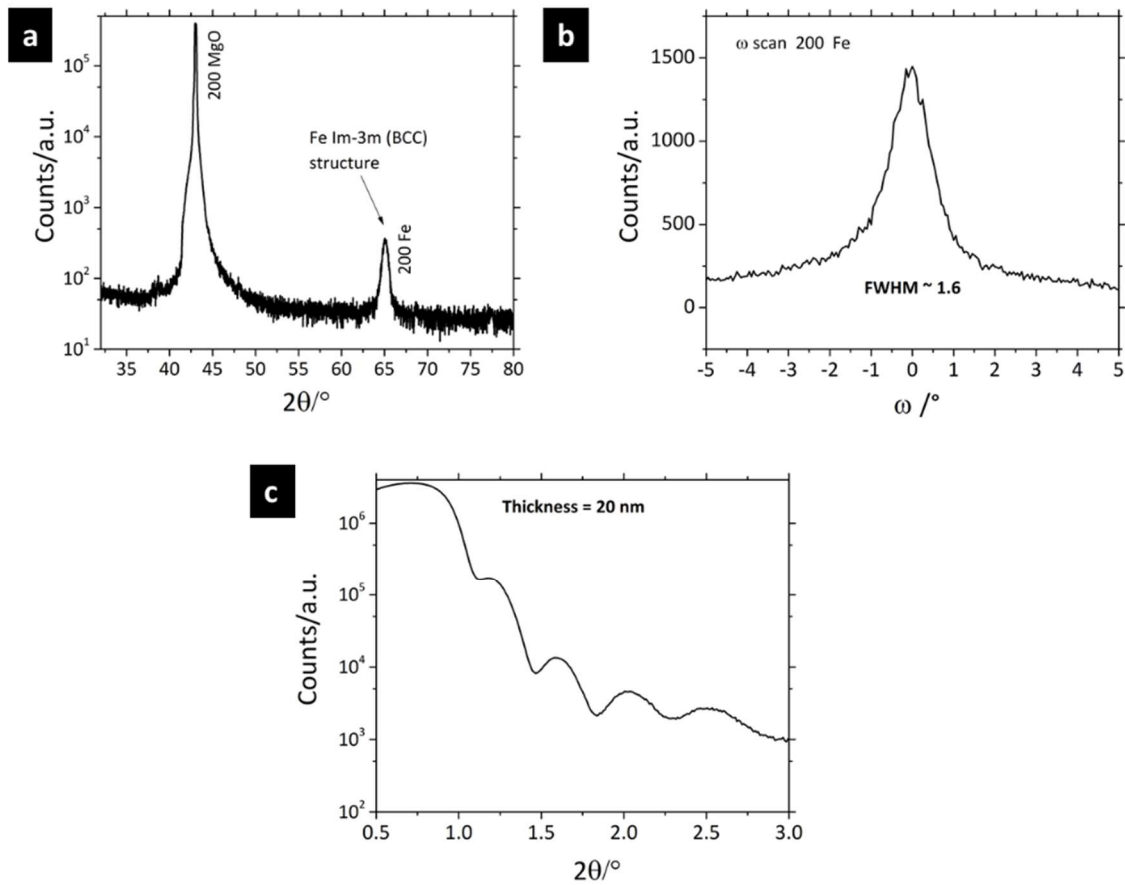 a
Counts/a.u.
10^5
10^4
10^3
10^2
10^1
200 MgO
Fe Im-3m (BCC)
structure
200 Fe
35 40 45 50 55 60 65 70 75 80
2θ/°
b
Counts/a.u.
1500
1000
500
0
ω scan 200 Fe
FWHM ~ 1.6
-5 -4 -3 -2 -1 0 1 2 3 4 5
ω /°
c
Counts/a.u.
10^6
10^5
10^4
10^3
10^2
Thickness = 20 nm
0.5 1.0 1.5 2.0 2.5 3.0
2θ/°